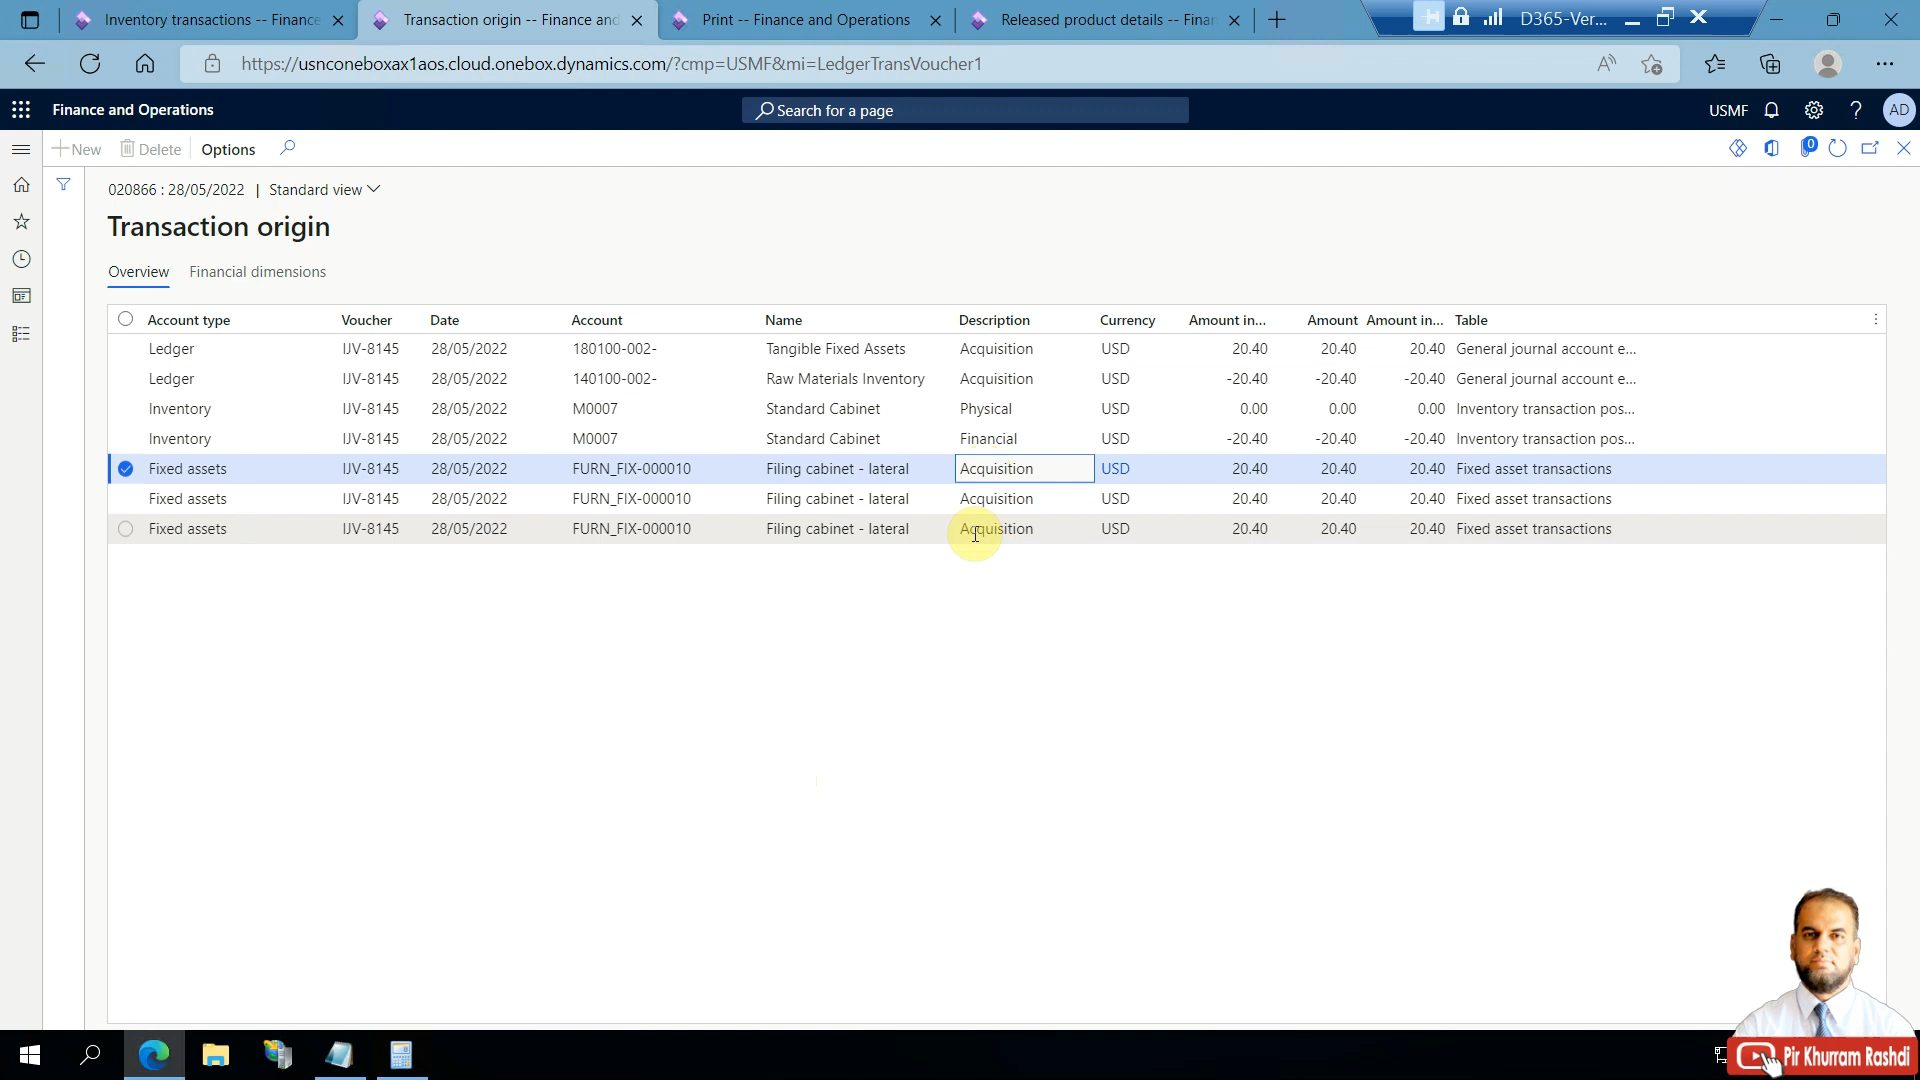 Inventory transactions -- Finance
Transaction origin -- Finance and
Print -- Finance and Operations
Released product details -- Finan
D365-Ver...
https://usnconeboxax1aos.cloud.onebox.dynamics.com/?cmp=USMF&mi=LedgerTransVoucher1
Finance and Operations
Search for a page
USMF
? AD
New Delete Options
0
020866 : 28/05/2022 | Standard view
Transaction origin
Overview Financial dimensions
Account type Voucher Date Account Name Description Currency Amount in... Amount Amount in... Table
Ledger IJV-8145 28/05/2022 180100-002- Tangible Fixed Assets Acquisition USD 20.40 20.40 20.40 General journal account e...
Ledger IJV-8145 28/05/2022 140100-002- Raw Materials Inventory Acquisition USD -20.40 -20.40 -20.40 General journal account e...
Inventory IJV-8145 28/05/2022 M0007 Standard Cabinet Physical USD 0.00 0.00 0.00 Inventory transaction pos...
Inventory IJV-8145 28/05/2022 M0007 Standard Cabinet Financial USD -20.40 -20.40 -20.40 Inventory transaction pos...
Fixed assets IJV-8145 28/05/2022 FURN_FIX-000010 Filing cabinet - lateral Acquisition USD 20.40 20.40 20.40 Fixed asset transactions
Fixed assets IJV-8145 28/05/2022 FURN_FIX-000010 Filing cabinet - lateral Acquisition USD 20.40 20.40 20.40 Fixed asset transactions
Fixed assets IJV-8145 28/05/2022 FURN_FIX-000010 Filing cabinet - lateral Acquisition USD 20.40 20.40 20.40 Fixed asset transactions
Pir Khurram Rashdi